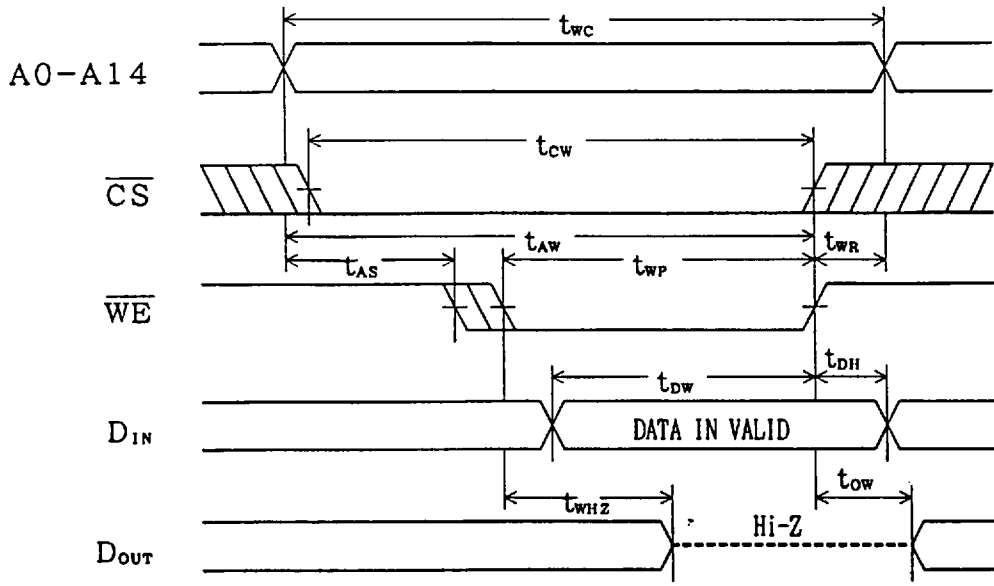 tWC
A0-A14
tCW
CS
tAW
tWR
tAS
tWP
WE
tDW
tDH
DIN
DATA IN VALID
tWHZ
tOW
Hi-Z
DOUT